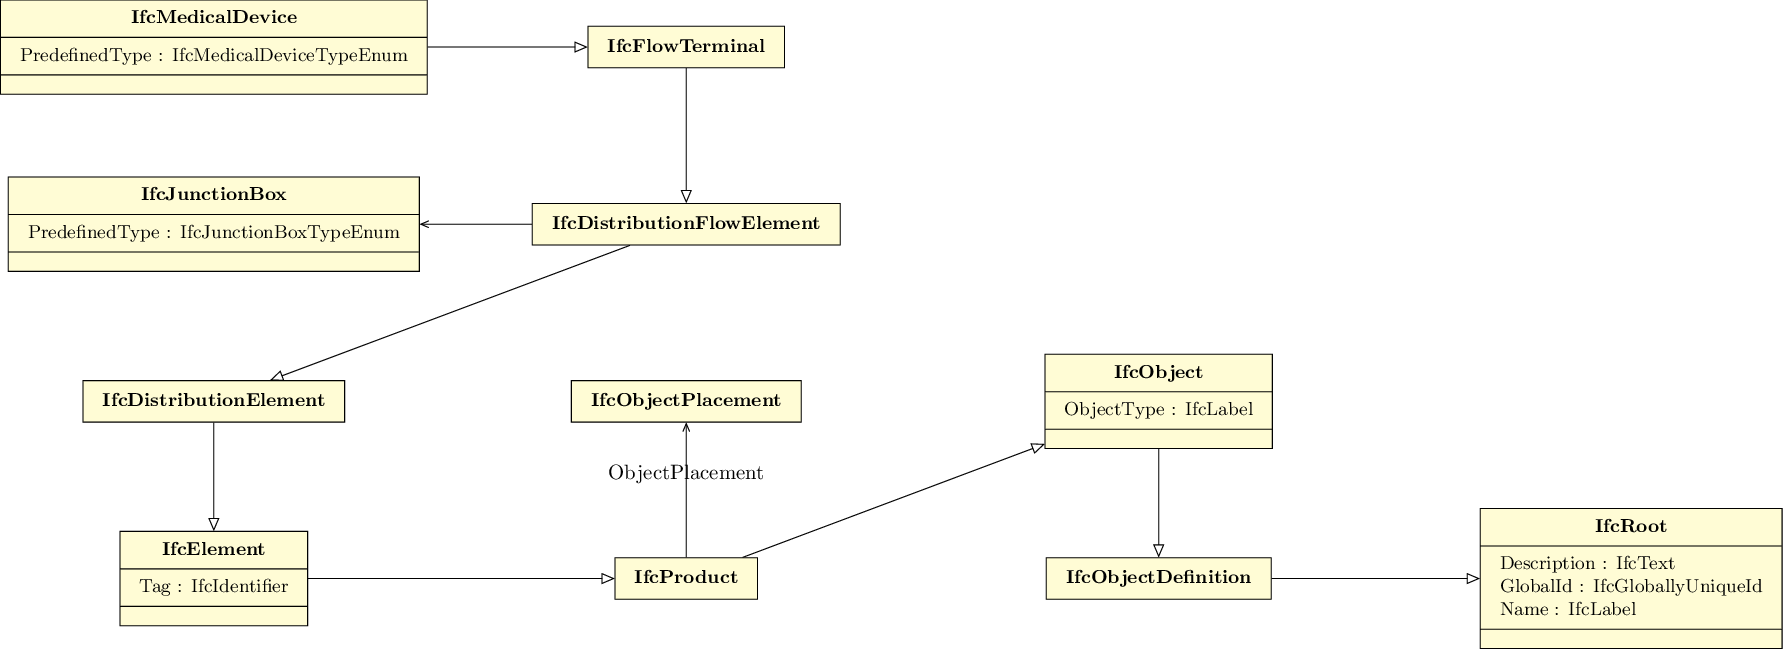 IfcMedicalDevice
PredefinedType : IfcMedicalDeviceTypeEnum
IfcFlowTerminal
IfcJunctionBox
PredefinedType : IfcJunctionBoxTypeEnum
IfcDistributionFlowElement
IfcDistributionElement
IfcObjectPlacement
IfcObject
ObjectType : IfcLabel
ObjectPlacement
IfcElement
Tag : IfcIdentifier
IfcProduct
IfcObjectDefinition
IfcRoot
Description : IfcText
GlobalId : IfcGloballyUniqueId
Name : IfcLabel